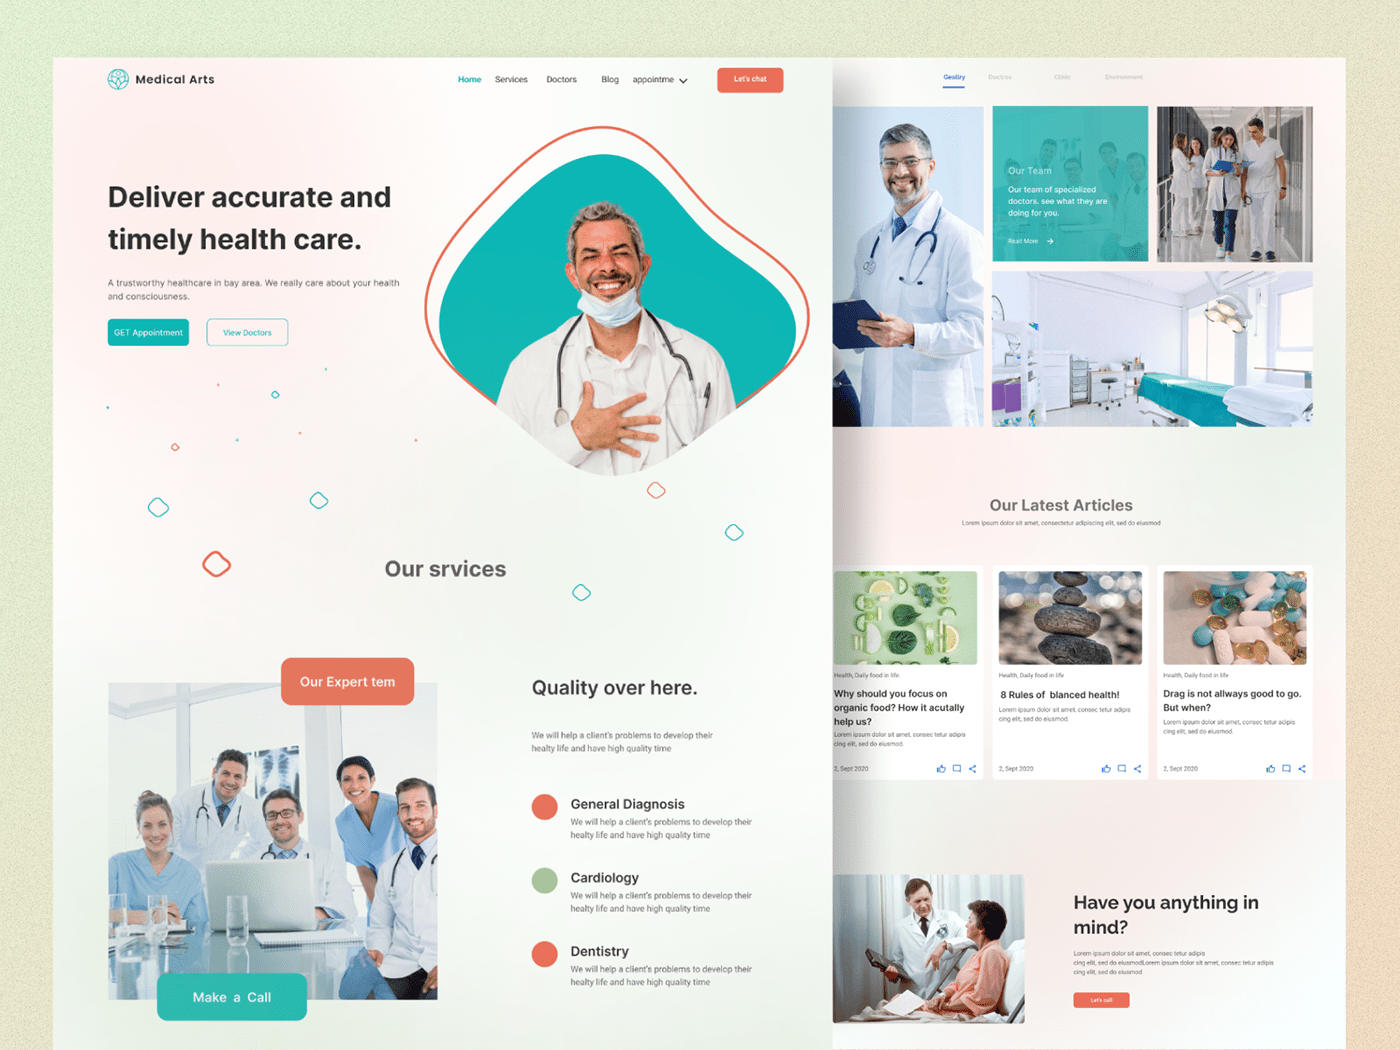 Medical Arts
Home Services Doctors Blog appointme
Let's chat
Deliver accurate and
timely health care.
A trustworthy healthcare in bay area. We really care about your health
and consciousness.
GET Appointment
View Doctors
Our srvices
Our Expert tem
Make a Call
Quality over here.
We will help a client's problems to develop their
healty life and have high quality time
General Diagnosis
We will help a client's problems to develop their
healty life and have high quality time
Cardiology
We will help a client's problems to develop their
healty life and have high quality time
Dentistry
We will help a client's problems to develop their
healty life and have high quality time
Geallry Doctros Clinic Environment
Our Team
Our team of specialized
doctors. see what they are
doing for you.
Read More
Our Latest Articles
Lorem ipsum dolor sit amet, consectetur adipiscing elit, sed do eiusmod
Health, Daily food in life
Why should you focus on
organic food? How it acutally
help us?
Lorem ipsum dolor sit amet, consec tetur adipis
cing elit, sed do eiusmod.
2, Sept 2020
Health, Daily food in life
8 Rules of blanced health!
Lorem ipsum dolor sit amet, consec tetur adipis
cing elit, sed do eiusmod.
2, Sept 2020
Health, Daily food in life
Drag is not allways good to go.
But when?
Lorem ipsum dolor sit amet, consec tetur adipis
cing elit, sed do eiusmod.
2, Sept 2020
Have you anything in
mind?
Lorem ipsum dolor sit amet, consec tetur adipis
cing elit, sed do eiusmodLorem ipsum dolor sit amet, consec tetur adipis
cing elit, sed do eiusmod
Let's call